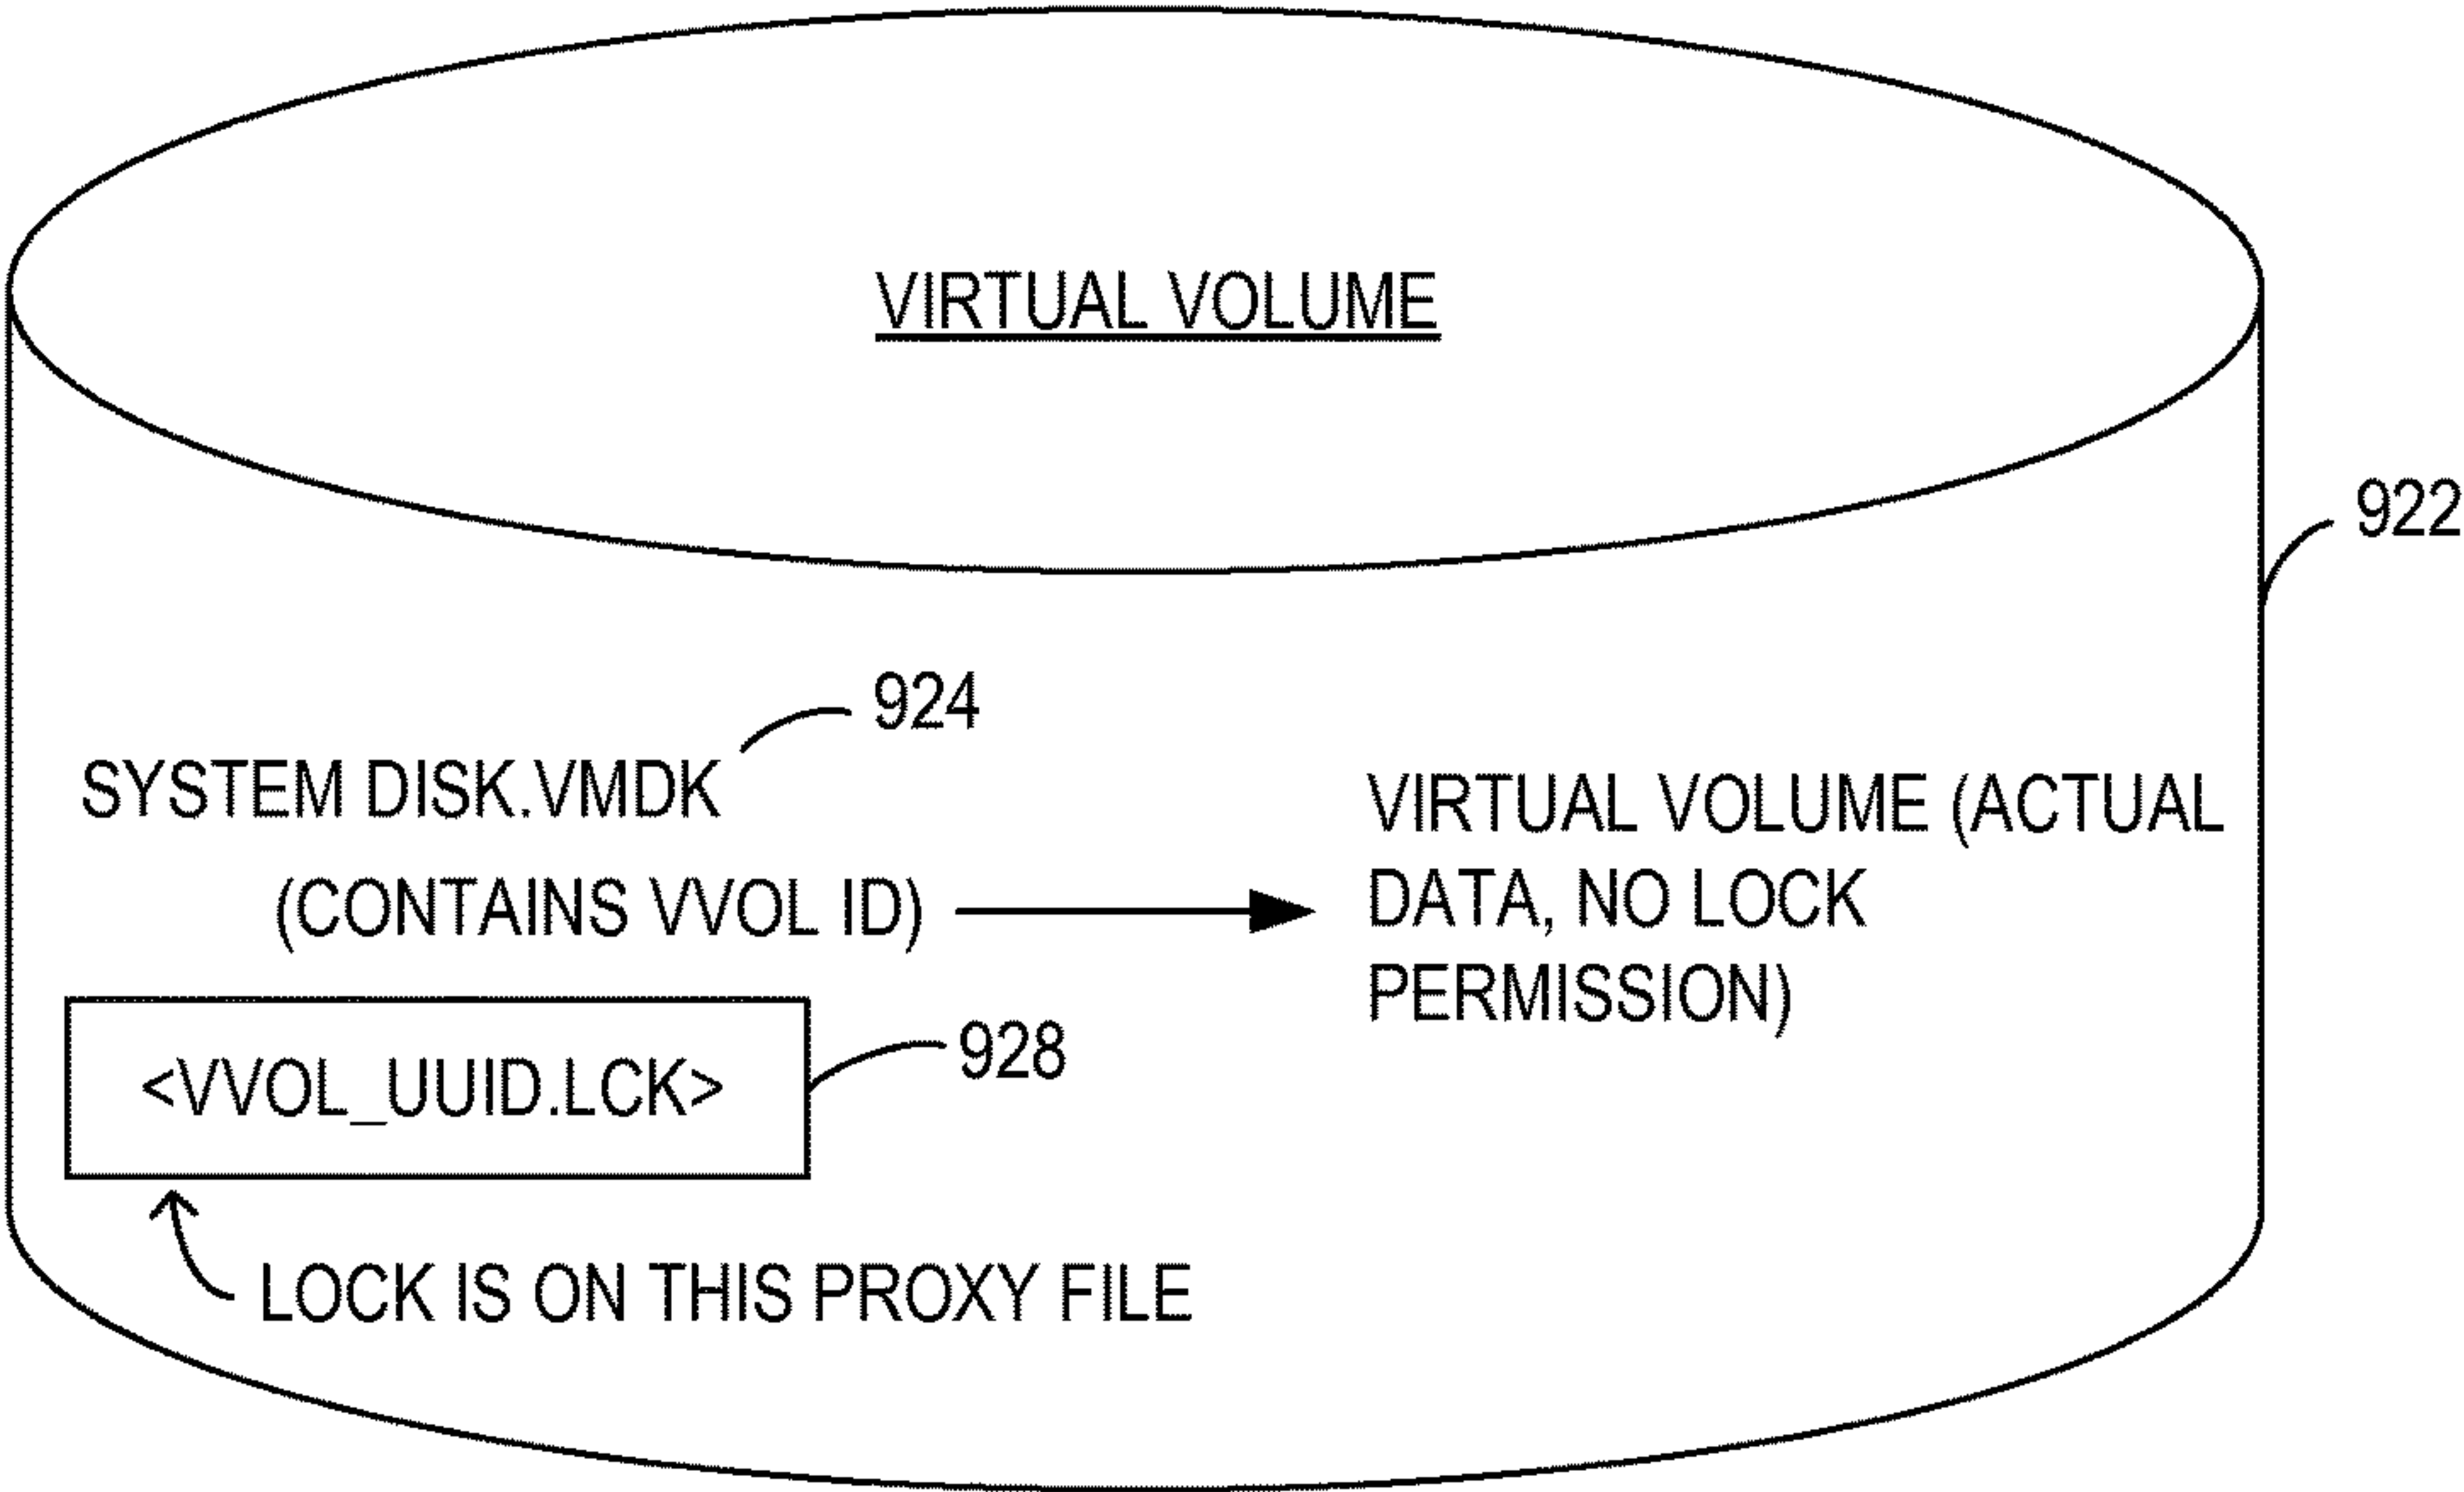 VIRTUAL VOLUME
922
924
SYSTEM DISK.VMDK
(CONTAINS VVOL ID)
VIRTUAL VOLUME (ACTUAL
DATA, NO LOCK
PERMISSION)
928
<VVOL_UUID.LCK>
LOCK IS ON THIS PROXY FILE